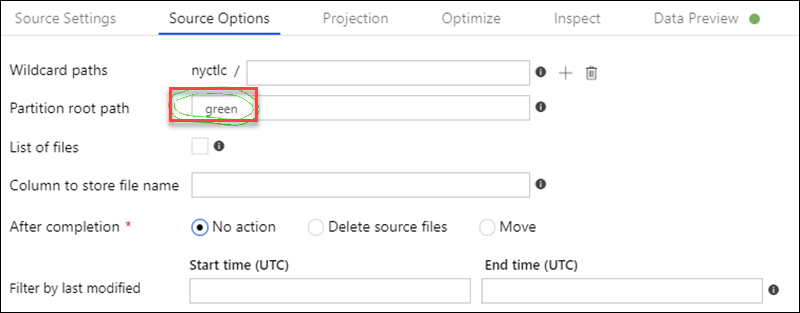 Source Settings Source Options Projection Optimize Inspect Data Preview
Wildcard paths nyctlc /
Partition root path green
List of files
Column to store file name
After completion * No action Delete source files Move
Start time (UTC) End time (UTC)
Filter by last modified